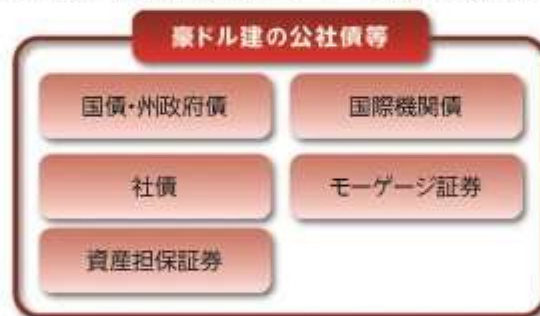 豪ドル建の公社債等
国債・州政府債
国際機関債
社債
モーゲージ証券
資産担保証券